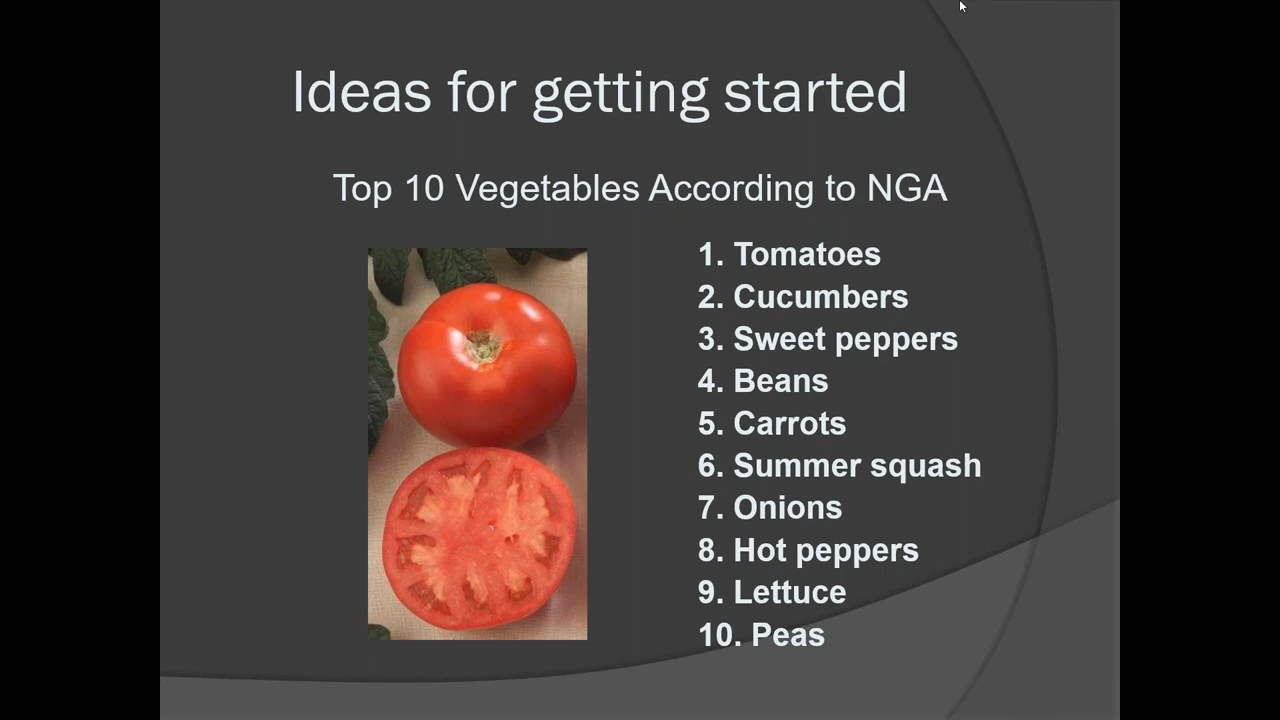 Ideas for getting started
Top 10 Vegetables According to NGA
1. Tomatoes
2. Cucumbers
3. Sweet peppers
4. Beans
5. Carrots
6. Summer squash
7. Onions
8. Hot peppers
9. Lettuce
10. Peas